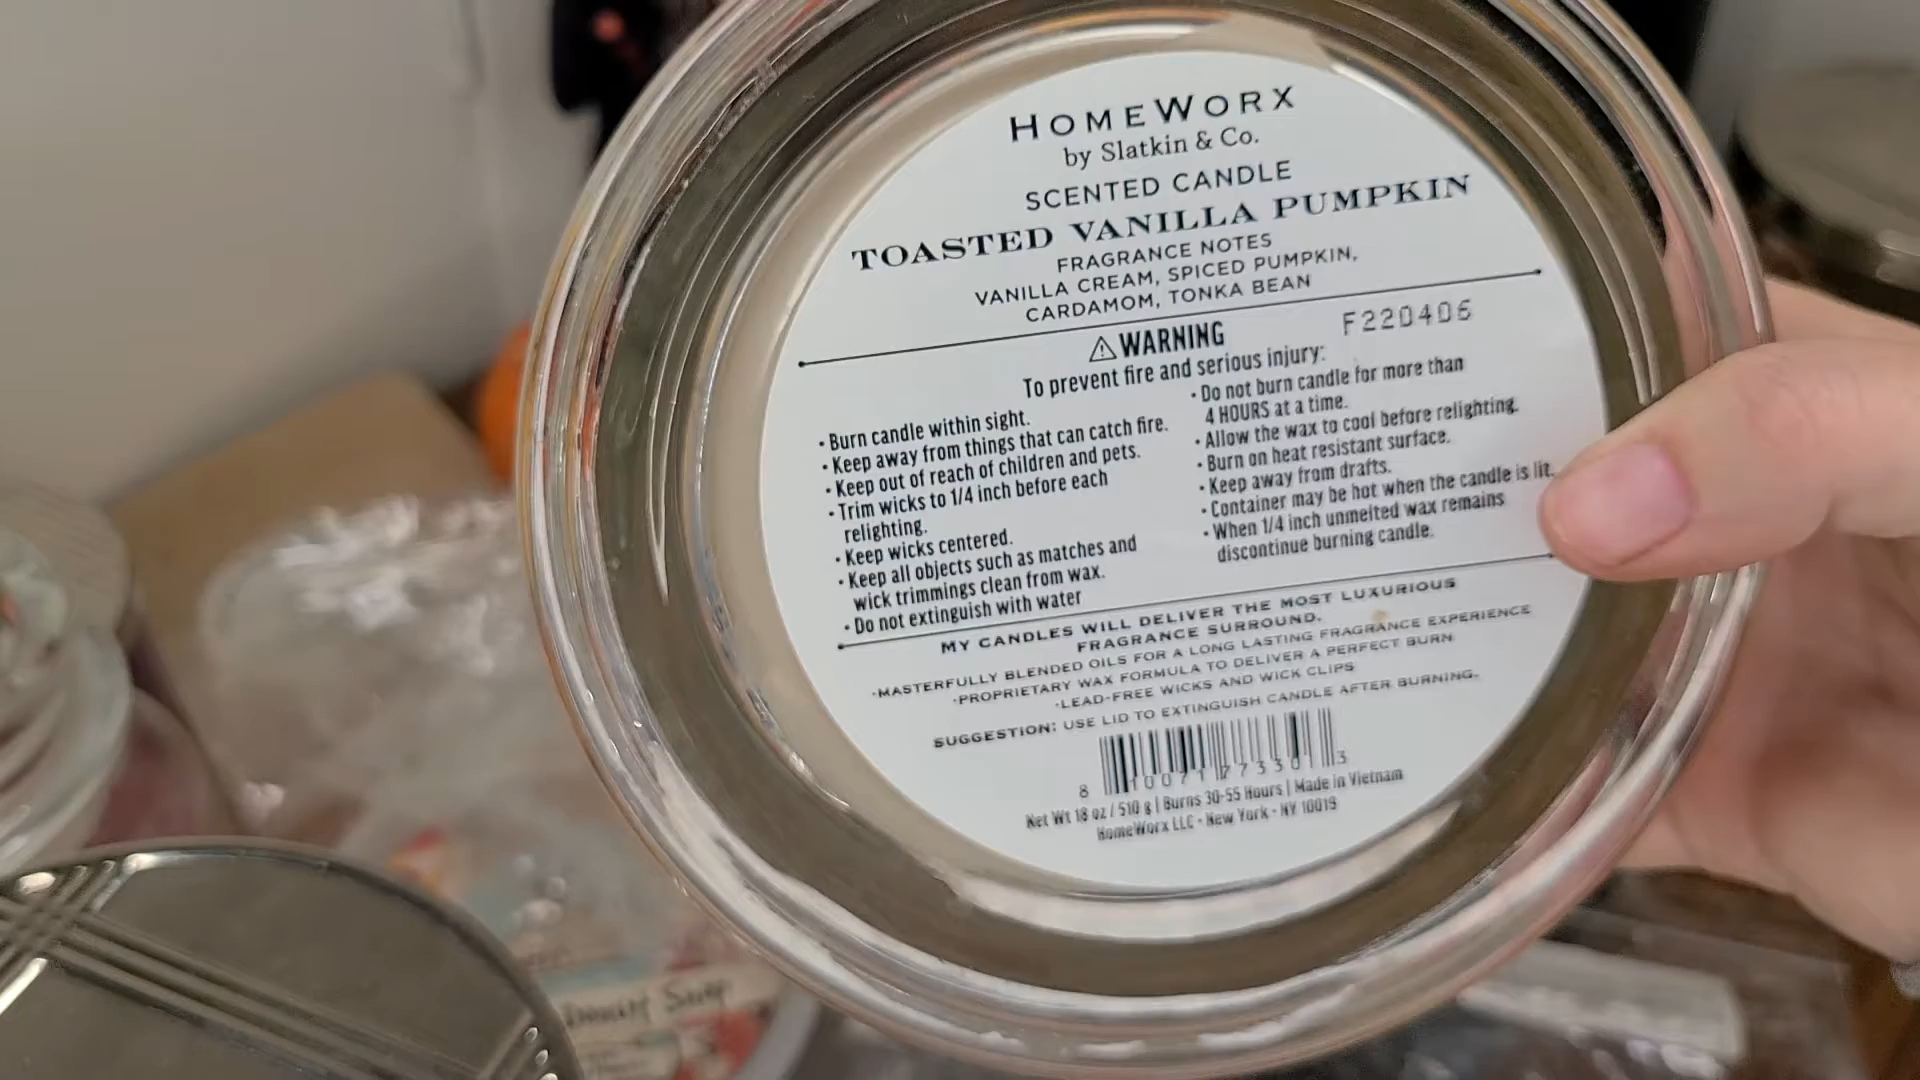 HOMEWORX
by Slatkin & Co.
SCENTED CANDLE
TOASTED VANILLA PUMPKIN
FRAGRANCE NOTES
VANILLA CREAM, SPICED PUMPKIN,
CARDAMOM, TONKA BEAN
F220406
⚠WARNING
To prevent fire and serious injury:
• Burn candle within sight.
• Keep away from things that can catch fire.
• Keep out of reach of children and pets.
• Trim wicks to 1/4 inch before each
relighting.
• Keep wicks centered.
• Keep all objects such as matches and
wick trimmings clean from wax.
• Do not extinguish with water
• Do not burn candle for more than
4 HOURS at a time.
• Allow the wax to cool before relighting.
• Burn on heat resistant surface.
• Keep away from drafts.
• Container may be hot when the candle is lit.
• When 1/4 inch unmelted wax remains
discontinue burning candle.
MY CANDLES WILL DELIVER THE MOST LUXURIOUS
FRAGRANCE SURROUND.
•MASTERFULLY BLENDED OILS FOR A LONG LASTING FRAGRANCE EXPERIENCE
•PROPRIETARY WAX FORMULA TO DELIVER A PERFECT BURN
•LEAD-FREE WICKS AND WICK CLIPS
SUGGESTION: USE LID TO EXTINGUISH CANDLE AFTER BURNING.
8 10071 77330 3
Net Wt 18 oz / 510 g | Burns 30-55 Hours | Made in Vietnam
HomeWorx LLC • New York • NY 10019
Soap